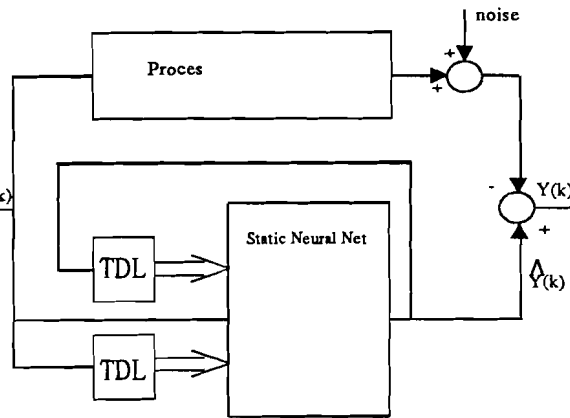 noise
+
Proces
+
k)
-
Y(k)
+
Static Neural Net
TDL
Λ
Y(k)
TDL